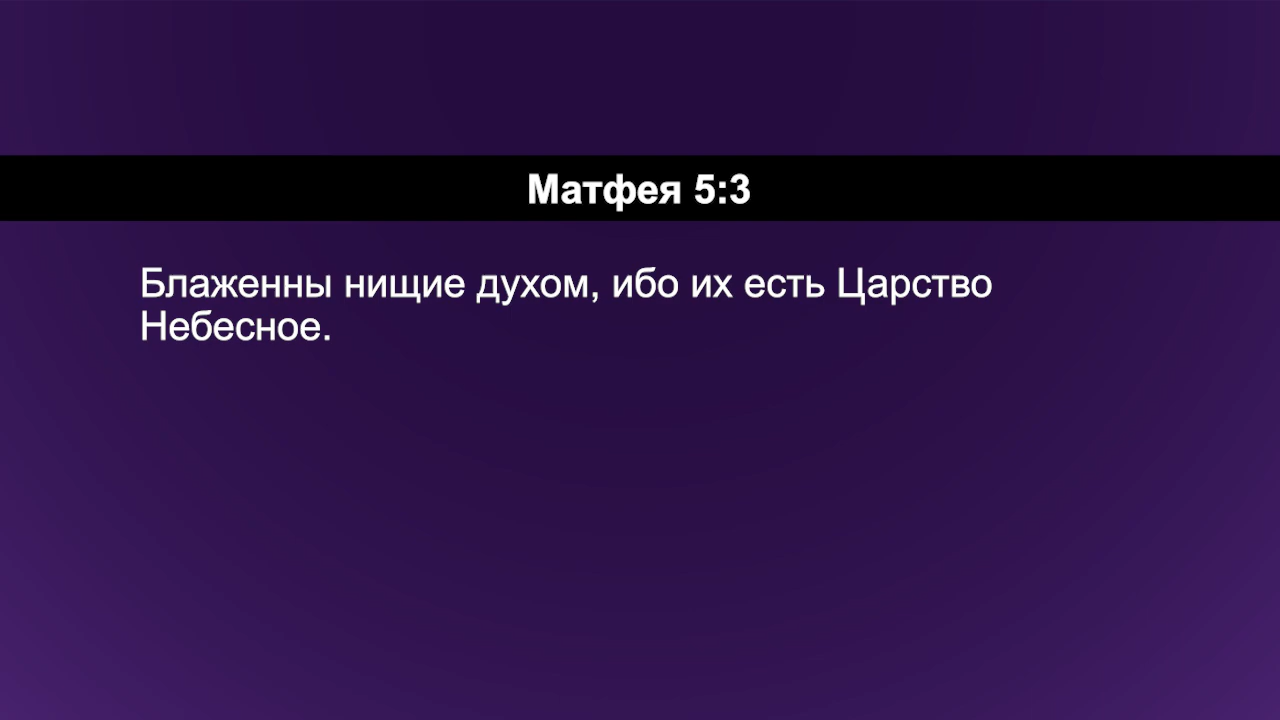 Матфея 5:3
Блаженны нищие духом, ибо их есть Царство
Небесное.